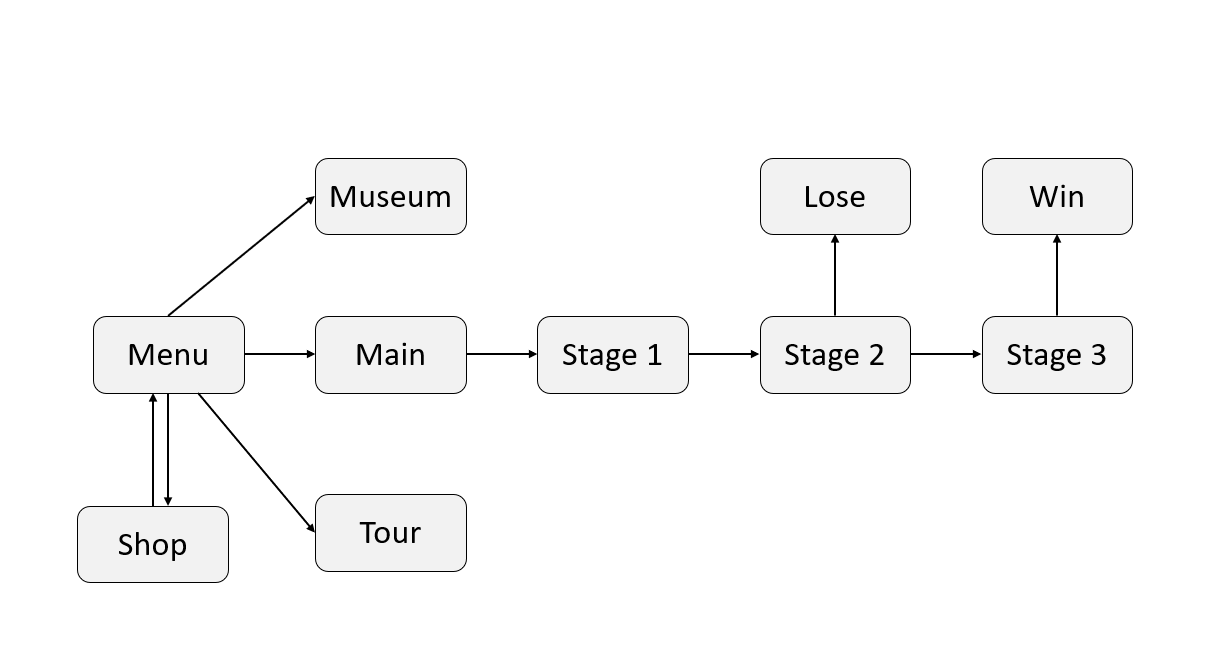 Museum
Lose
Win
Menu
Main
Stage 1
Stage 2
Stage 3
Shop
Tour